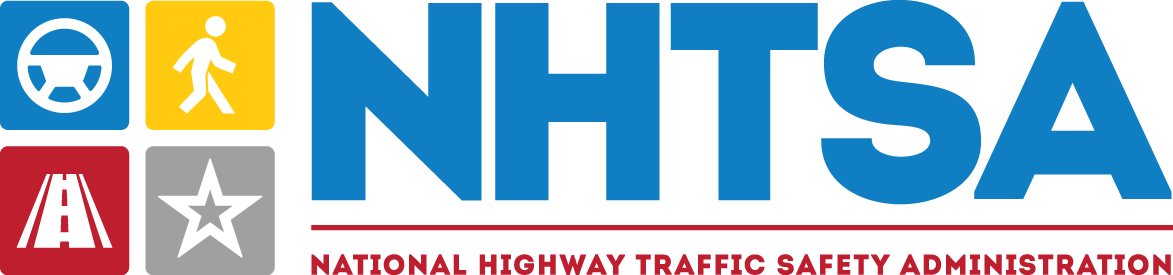 NHTSA
NATIONAL HIGHWAY TRAFFIC SAFETY ADMINISTRATION